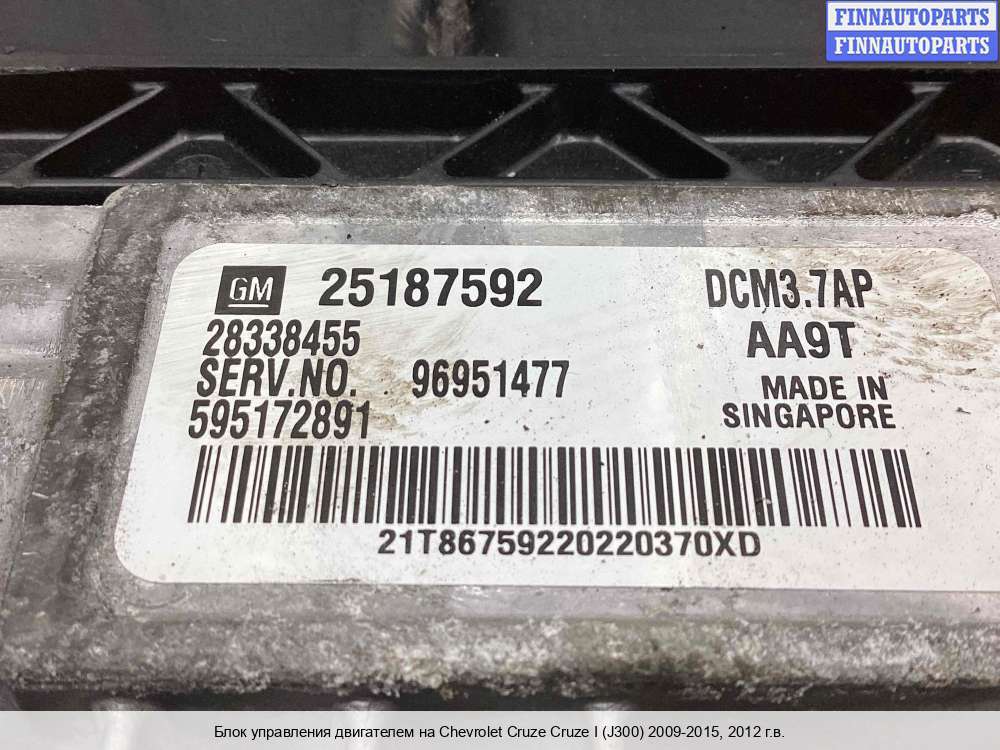 FINNAUTOPARTS
FINNAUTOPARTS
GM 25187592 DCM3.7AP
28338455 AA9T
SERV.NO. 96951477 MADE IN
595172891 SINGAPORE
21T86759220220370XD
Блок управления двигателем на Chevrolet Cruze Cruze I (J300) 2009-2015, 2012 г.в.